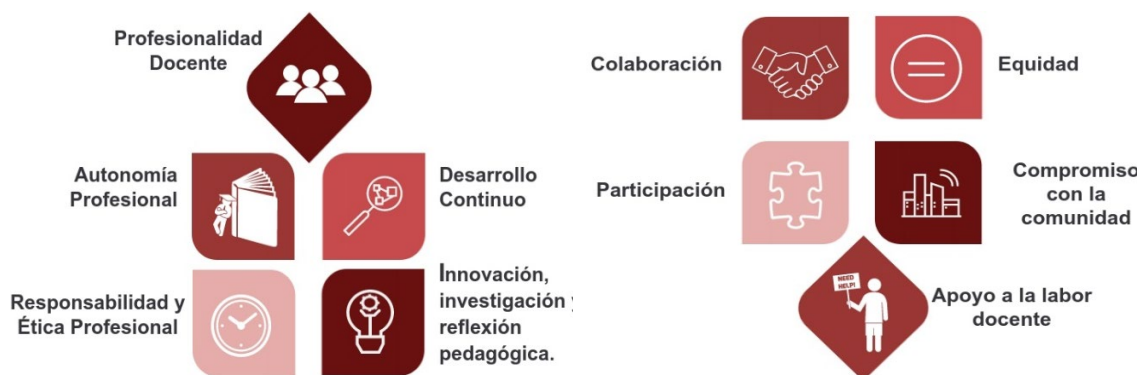 Profesionalidad
Docente
Autonomía
Profesional
Desarrollo
Continuo
Responsabilidad y
Ética Profesional
Innovación,
investigación y
reflexión
pedagógica.
Colaboración
Equidad
Participación
Compromiso
con la
comunidad
NEED
HELP!
Apoyo a la labor
docente